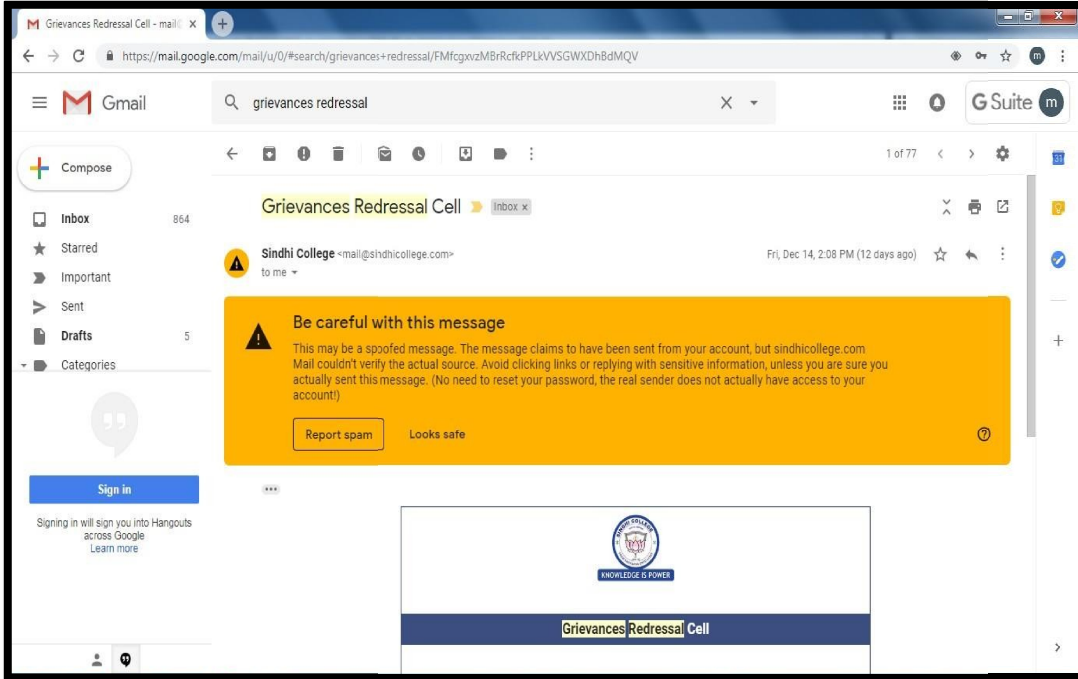 Grievances Redressal Cell - mail
https://mail.google.com/mail/u/0/#search/grievances+redressal/FMfcgxvzMBrRcfkPPLkVVSGWXDhBdMQV
m
Gmail
grievances redressal
G Suite
m
Compose
1 of 77
31
Grievances Redressal Cell
Inbox x
Inbox 864
Starred
Important
Sent
Drafts 5
Categories
Sindhi College <mail@sindhicollege.com>
Fri, Dec 14, 2:08 PM (12 days ago)
to me
Be careful with this message
This may be a spoofed message. The message claims to have been sent from your account, but sindhicollege.com
Mail couldn't verify the actual source. Avoid clicking links or replying with sensitive information, unless you are sure you
actually sent this message. (No need to reset your password, the real sender does not actually have access to your
account!)
Report spam
Looks safe
Sign in
Signing in will sign you into Hangouts
across Google
Learn more
SINDHI COLLEGE
KNOWLEDGE IS POWER
Grievances Redressal Cell